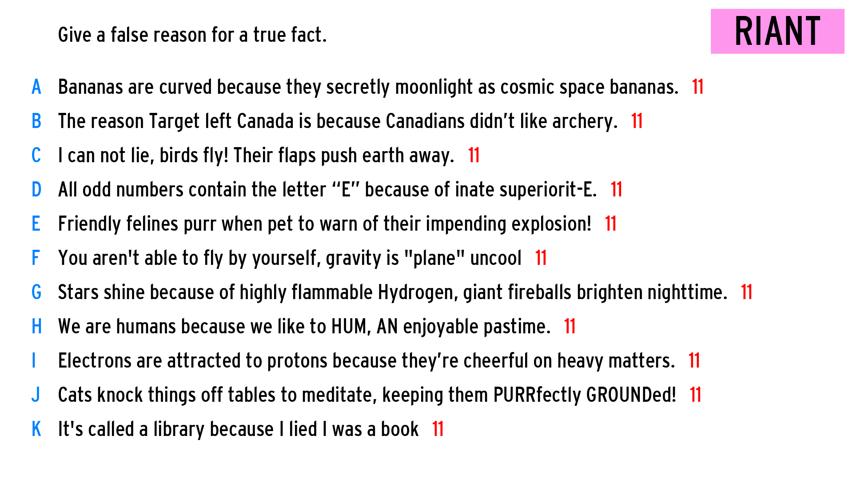 Give a false reason for a true fact.
RIANT
A Bananas are curved because they secretly moonlight as cosmic space bananas. 11
B The reason Target left Canada is because Canadians didn’t like archery. 11
C I can not lie, birds fly! Their flaps push earth away. 11
D All odd numbers contain the letter “E” because of inate superiorit-E. 11
E Friendly felines purr when pet to warn of their impending explosion! 11
F You aren't able to fly by yourself, gravity is "plane" uncool 11
G Stars shine because of highly flammable Hydrogen, giant fireballs brighten nighttime. 11
H We are humans because we like to HUM, AN enjoyable pastime. 11
I Electrons are attracted to protons because they’re cheerful on heavy matters. 11
J Cats knock things off tables to meditate, keeping them PURRfectly GROUNDed! 11
K It's called a library because I lied I was a book 11